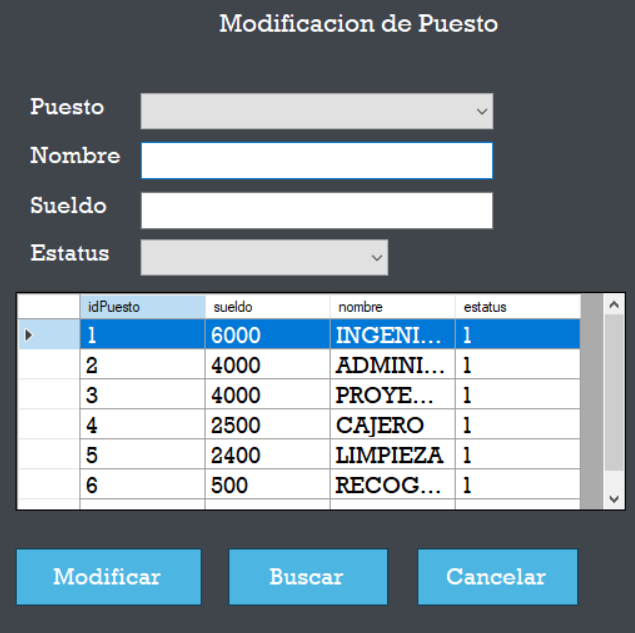 Modificacion de Puesto
Puesto
Nombre
Sueldo
Estatus
idPuesto sueldo nombre estatus
1 6000 INGENI... 1
2 4000 ADMINI... 1
3 4000 PROYE... 1
4 2500 CAJERO 1
5 2400 LIMPIEZA 1
6 500 RECOG... 1
Modificar Buscar Cancelar